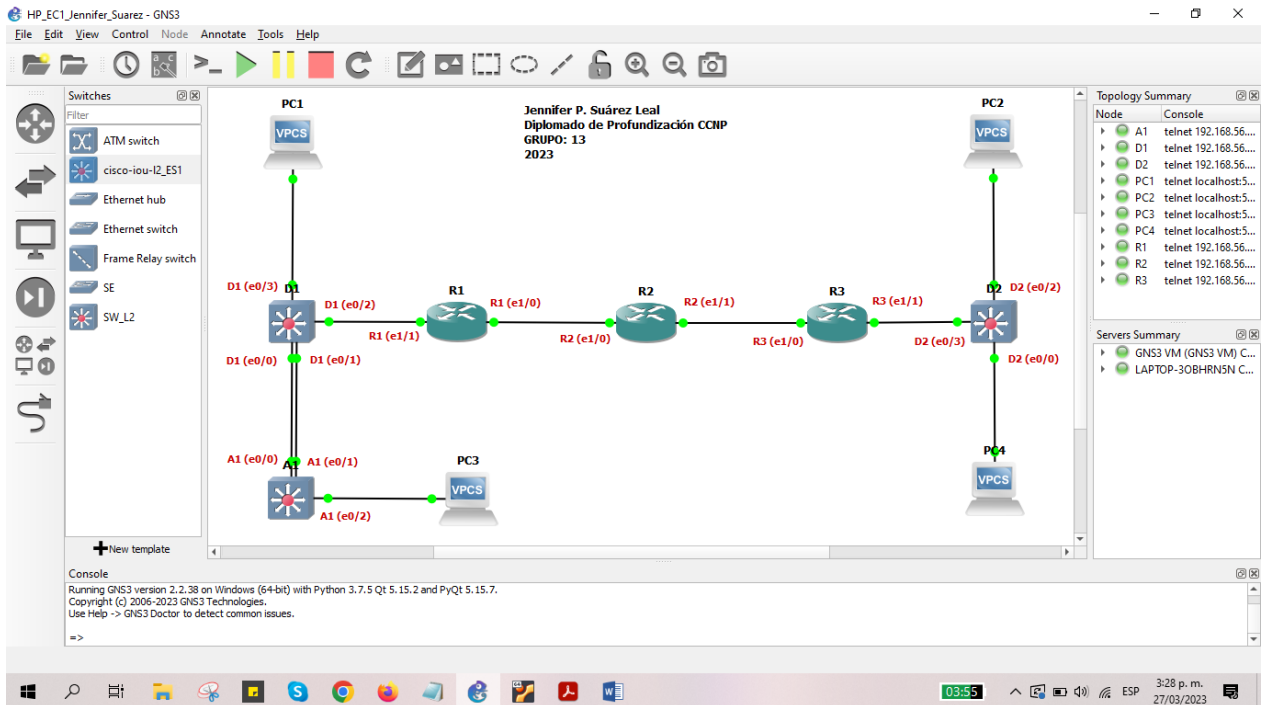 HP_EC1_Jennifer_Suarez - GNS3
File Edit View Control Node Annotate Tools Help
Switches
Filter
ATM switch
cisco-iou-l2_ES1
Ethernet hub
Ethernet switch
Frame Relay switch
SE
SW_L2
New template
PC1
VPCS
Jennifer P. Suárez Leal
Diplomado de Profundización CCNP
GRUPO: 13
2023
PC2
VPCS
D1 (e0/3)
D1
D1 (e0/2)
R1 (e1/1)
R1
R1 (e1/0)
R2 (e1/0)
R2
R2 (e1/1)
R3 (e1/0)
R3
R3 (e1/1)
D2 (e0/3)
D2
D2 (e0/2)
D1 (e0/0)
D1 (e0/1)
D2 (e0/0)
A1 (e0/0)
A1
A1 (e0/1)
PC3
VPCS
A1 (e0/2)
PC4
VPCS
Topology Summary
Node Console
A1 telnet 192.168.56....
D1 telnet 192.168.56....
D2 telnet 192.168.56....
PC1 telnet localhost:5...
PC2 telnet localhost:5...
PC3 telnet localhost:5...
PC4 telnet localhost:5...
R1 telnet 192.168.56....
R2 telnet 192.168.56....
R3 telnet 192.168.56....
Servers Summary
GNS3 VM (GNS3 VM) C...
LAPTOP-3OBHRN5N C...
Console
Running GNS3 version 2.2.38 on Windows (64-bit) with Python 3.7.5 Qt 5.15.2 and PyQt 5.15.7.
Copyright (c) 2006-2023 GNS3 Technologies.
Use Help -> GNS3 Doctor to detect common issues.
=>
03:55
ESP
3:28 p. m.
27/03/2023